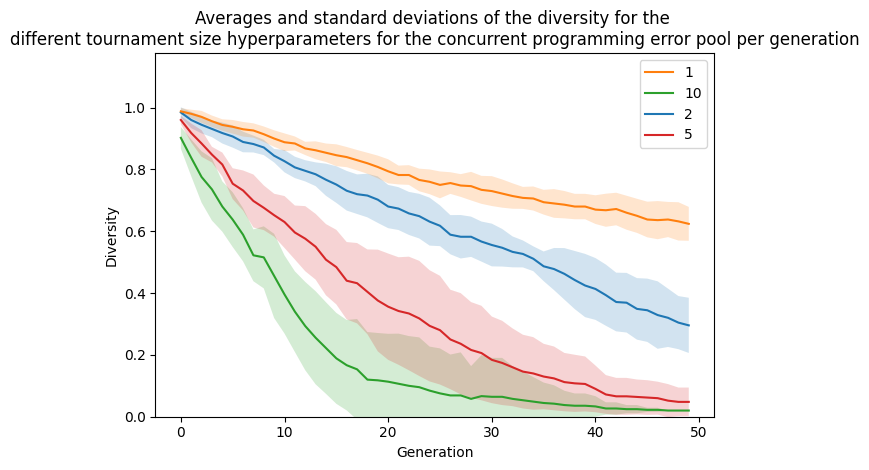 Averages and standard deviations of the diversity for the
different tournament size hyperparameters for the concurrent programming error pool per generation
1
10
2
5
1.0
0.8
0.6
0.4
0.2
0.0
Diversity
0 10 20 30 40 50
Generation